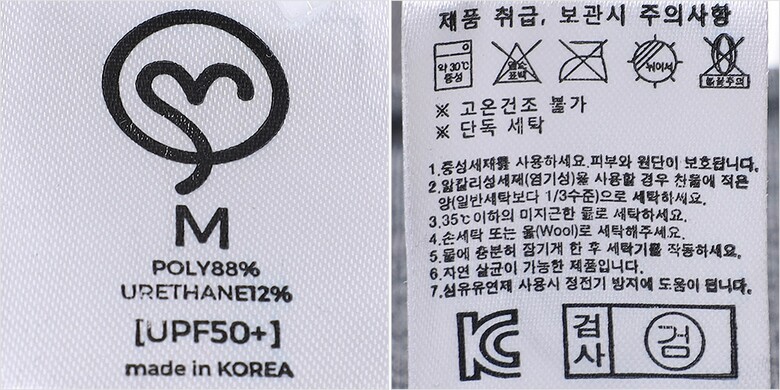 M
POLY88%
URETHANE12%
[UPF50+]
made in KOREA
제품 취급, 보관시 주의사항
약 30℃
중성
염소
표백
뉘어서
불꽃주의
※ 고온건조 불가
※ 단독 세탁
1.중성세제를 사용하세요.피부와 원단이 보호됩니다.
2.알칼리성세제(염기성)을 사용할 경우 찬물에 적은
양(일반세탁보다 1/3수준)으로 세탁하세요.
3.35℃이하의 미지근한 물로 세탁하세요.
4.손세탁 또는 울(Wool)로 세탁해주세요.
5.물에 충분히 잠기게 한 후 세탁기를 작동하세요.
6.자연 살균이 가능한 제품입니다.
7.섬유유연제 사용시 정전기 방지에 도움이 됩니다.
KC
검사 검